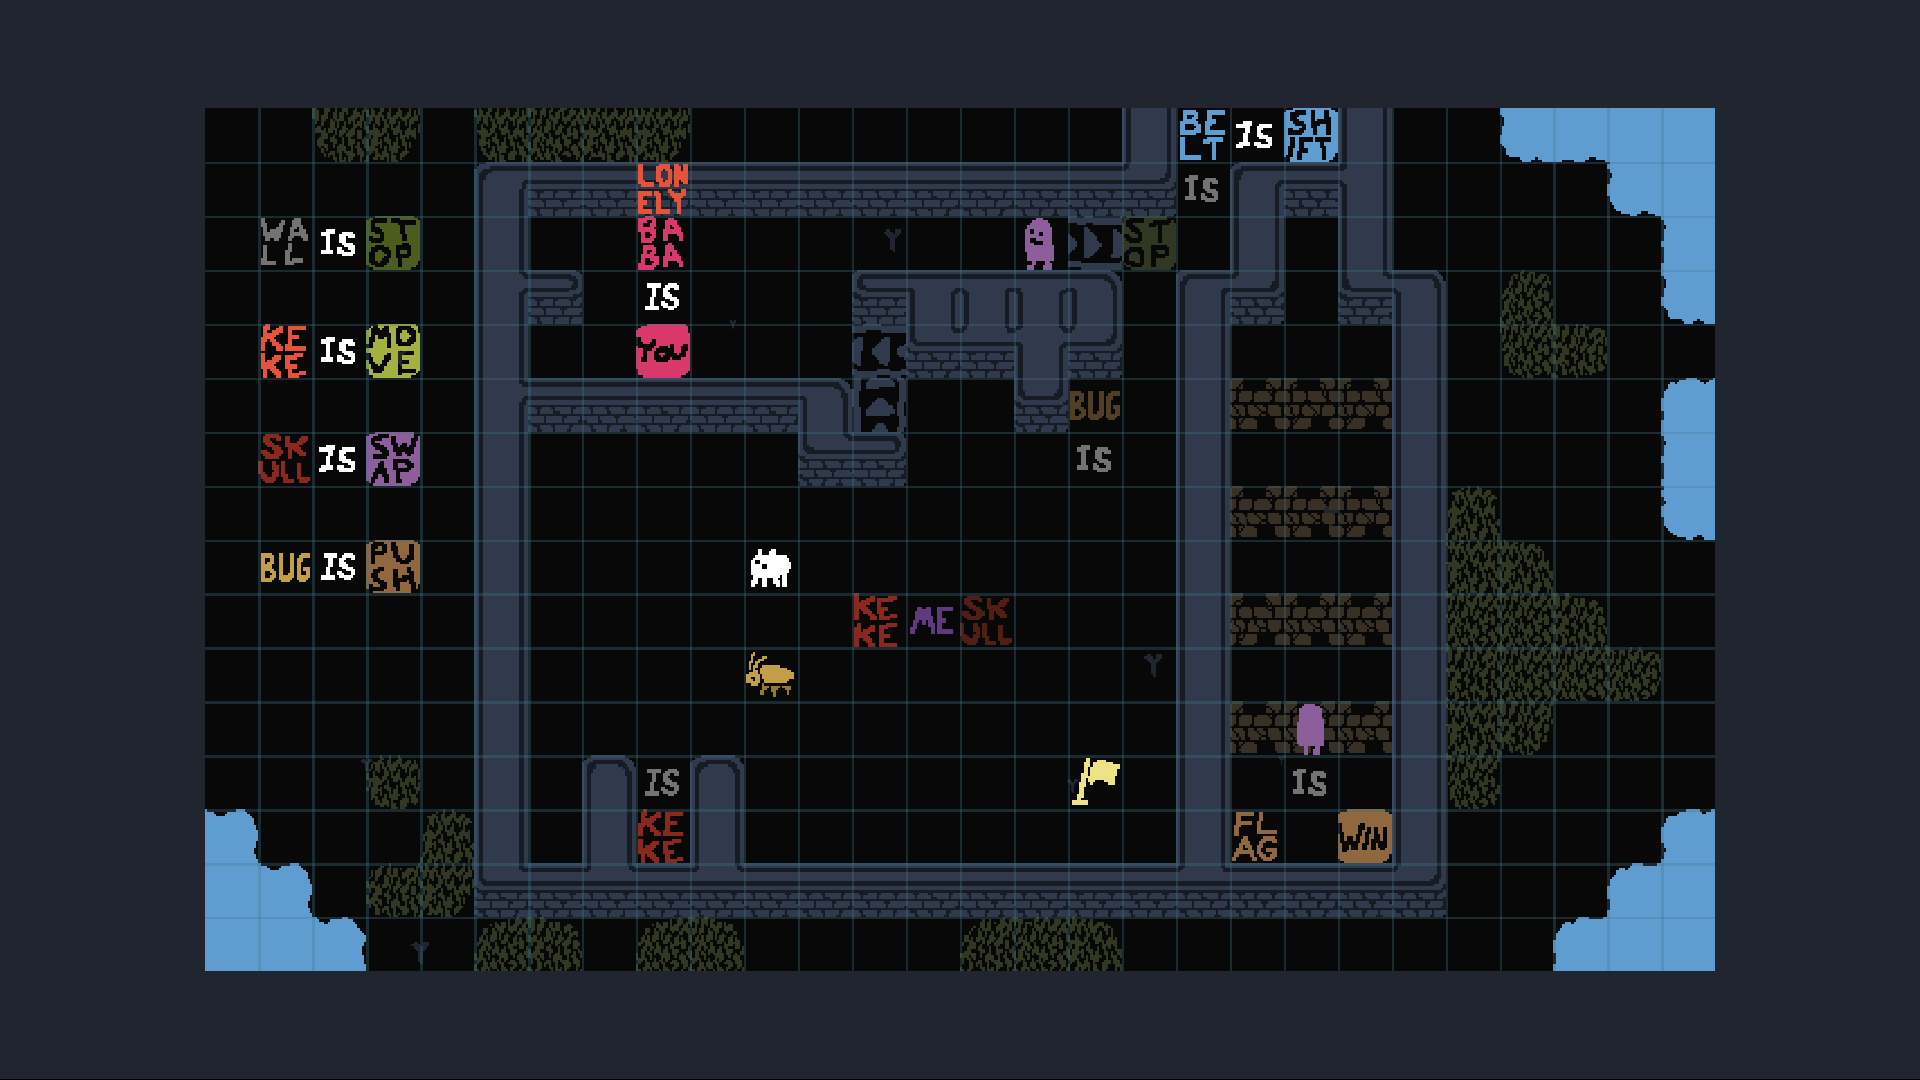 BELT IS SHIFT
LONELY IS
WALL IS STOP BABA STOP
IS
KEKE IS MOVE YOU
BUG
SKULL IS SWAP IS
BUG IS PUSH
KEKE ME SKULL
IS IS
KEKE FLAG WIN